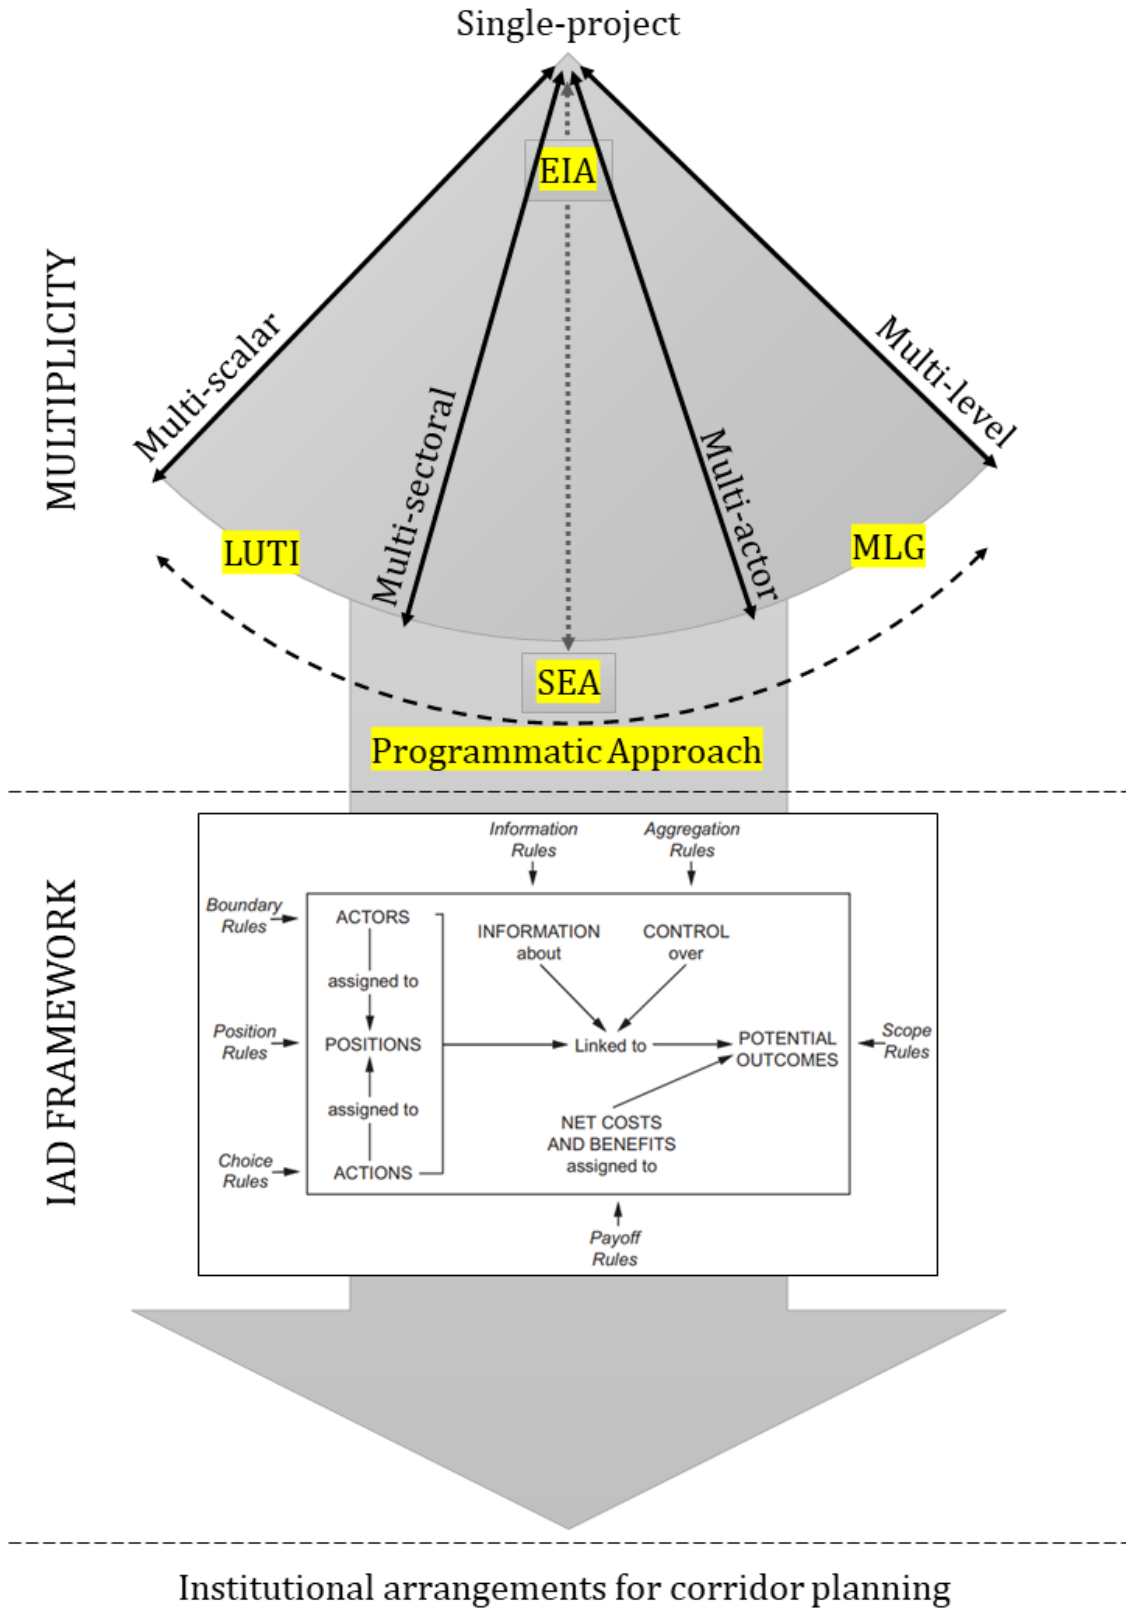 Single-project
EIA
MULTIPLICITY
Multi-scalar
Multi-sectoral
Multi-actor
Multi-level
LUTI
MLG
SEA
Programmatic Approach
IAD FRAMEWORK
Information
Rules
Aggregation
Rules
Boundary
Rules
ACTORS
INFORMATION
about
CONTROL
over
assigned to
Position
Rules
POSITIONS
Linked to
POTENTIAL
OUTCOMES
Scope
Rules
assigned to
NET COSTS
AND BENEFITS
assigned to
Choice
Rules
ACTIONS
Payoff
Rules
Institutional arrangements for corridor planning